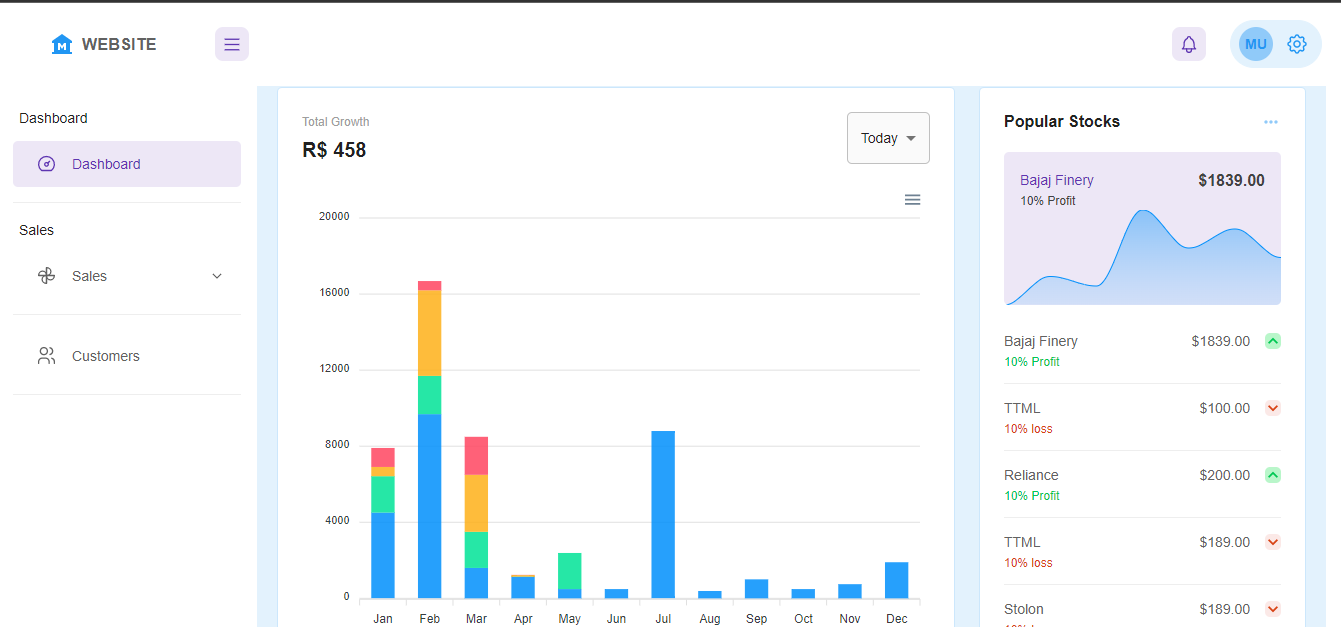 WEBSITE
MU
Dashboard
Dashboard
Sales
Sales
Customers
Total Growth
R$ 458
Today
20000
16000
12000
8000
4000
0
Jan Feb Mar Apr May Jun Jul Aug Sep Oct Nov Dec
Popular Stocks
Bajaj Finery $1839.00
10% Profit
Bajaj Finery $1839.00
10% Profit
TTML $100.00
10% loss
Reliance $200.00
10% Profit
TTML $189.00
10% loss
Stolon $189.00